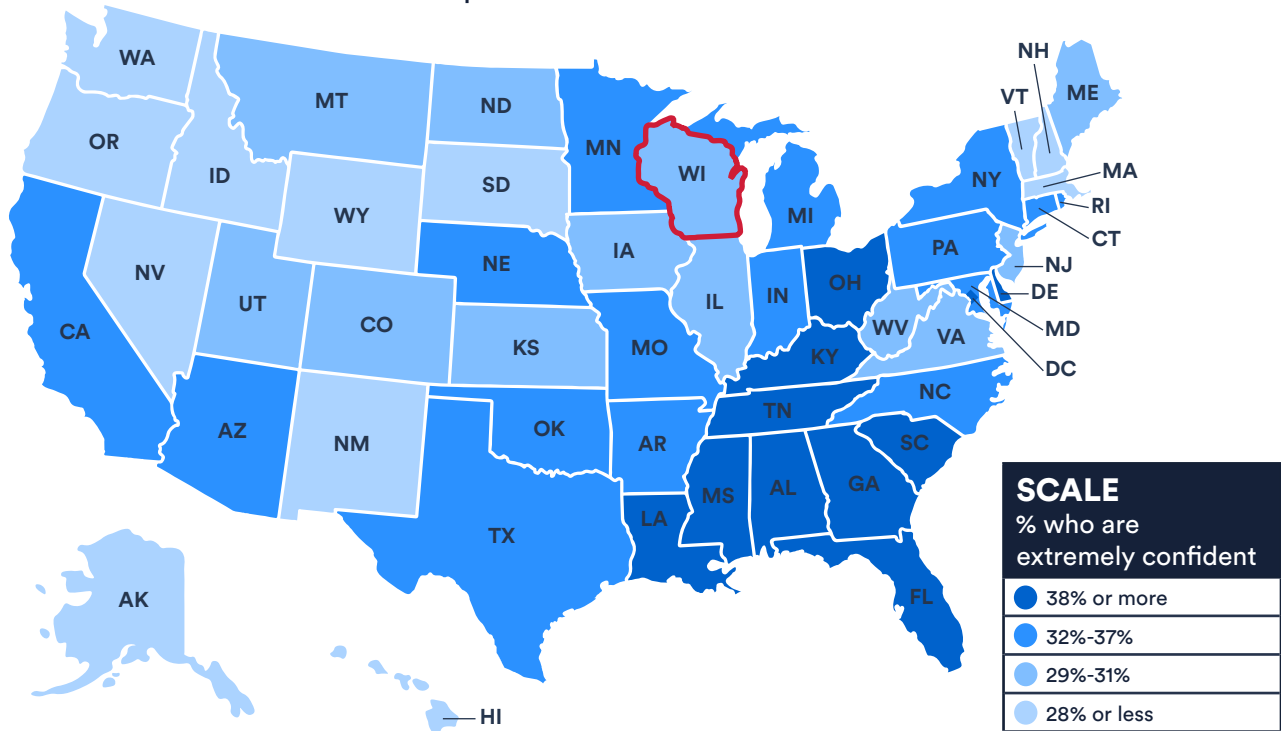 WA
MT
ND
MN
OR
ID
WY
SD
WI
MI
NY
VT
NH
ME
MA
RI
CT
NJ
DE
MD
DC
PA
NV
UT
CO
NE
IA
IL
IN
OH
WV
VA
CA
KS
MO
KY
NC
AZ
NM
OK
AR
TN
SC
TX
LA
MS
AL
GA
FL
AK
HI
SCALE
% who are
extremely confident
38% or more
32%-37%
29%-31%
28% or less